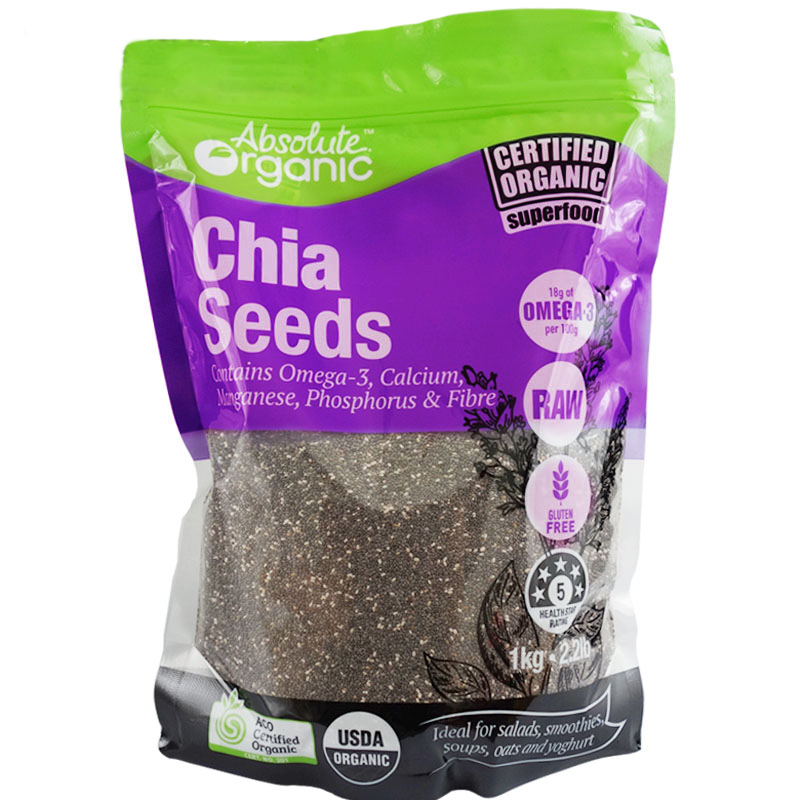 Absolute™
Organic
CERTIFIED
ORGANIC
superfood
Chia
Seeds
Contains Omega-3, Calcium,
Manganese, Phosphorus & Fibre
18g of
OMEGA-3
per 100g
RAW
GLUTEN
FREE
5
HEALTH STAR
RATING
1kg • 2.2lb
ACO
Certified
Organic
USDA
ORGANIC
Ideal for salads, smoothies,
soups, oats and yoghurt